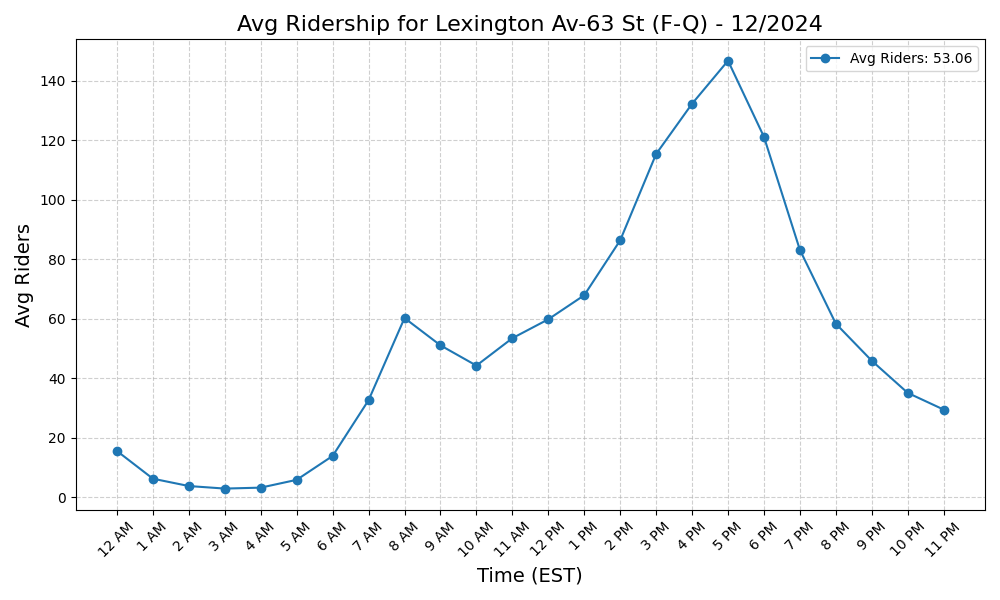 Avg Ridership for Lexington Av-63 St (F-Q) - 12/2024
Avg Riders: 53.06
Avg Riders
140
120
100
80
60
40
20
0
12 AM
1 AM
2 AM
3 AM
4 AM
5 AM
6 AM
7 AM
8 AM
9 AM
10 AM
11 AM
12 PM
1 PM
2 PM
3 PM
4 PM
5 PM
6 PM
7 PM
8 PM
9 PM
10 PM
11 PM
Time (EST)